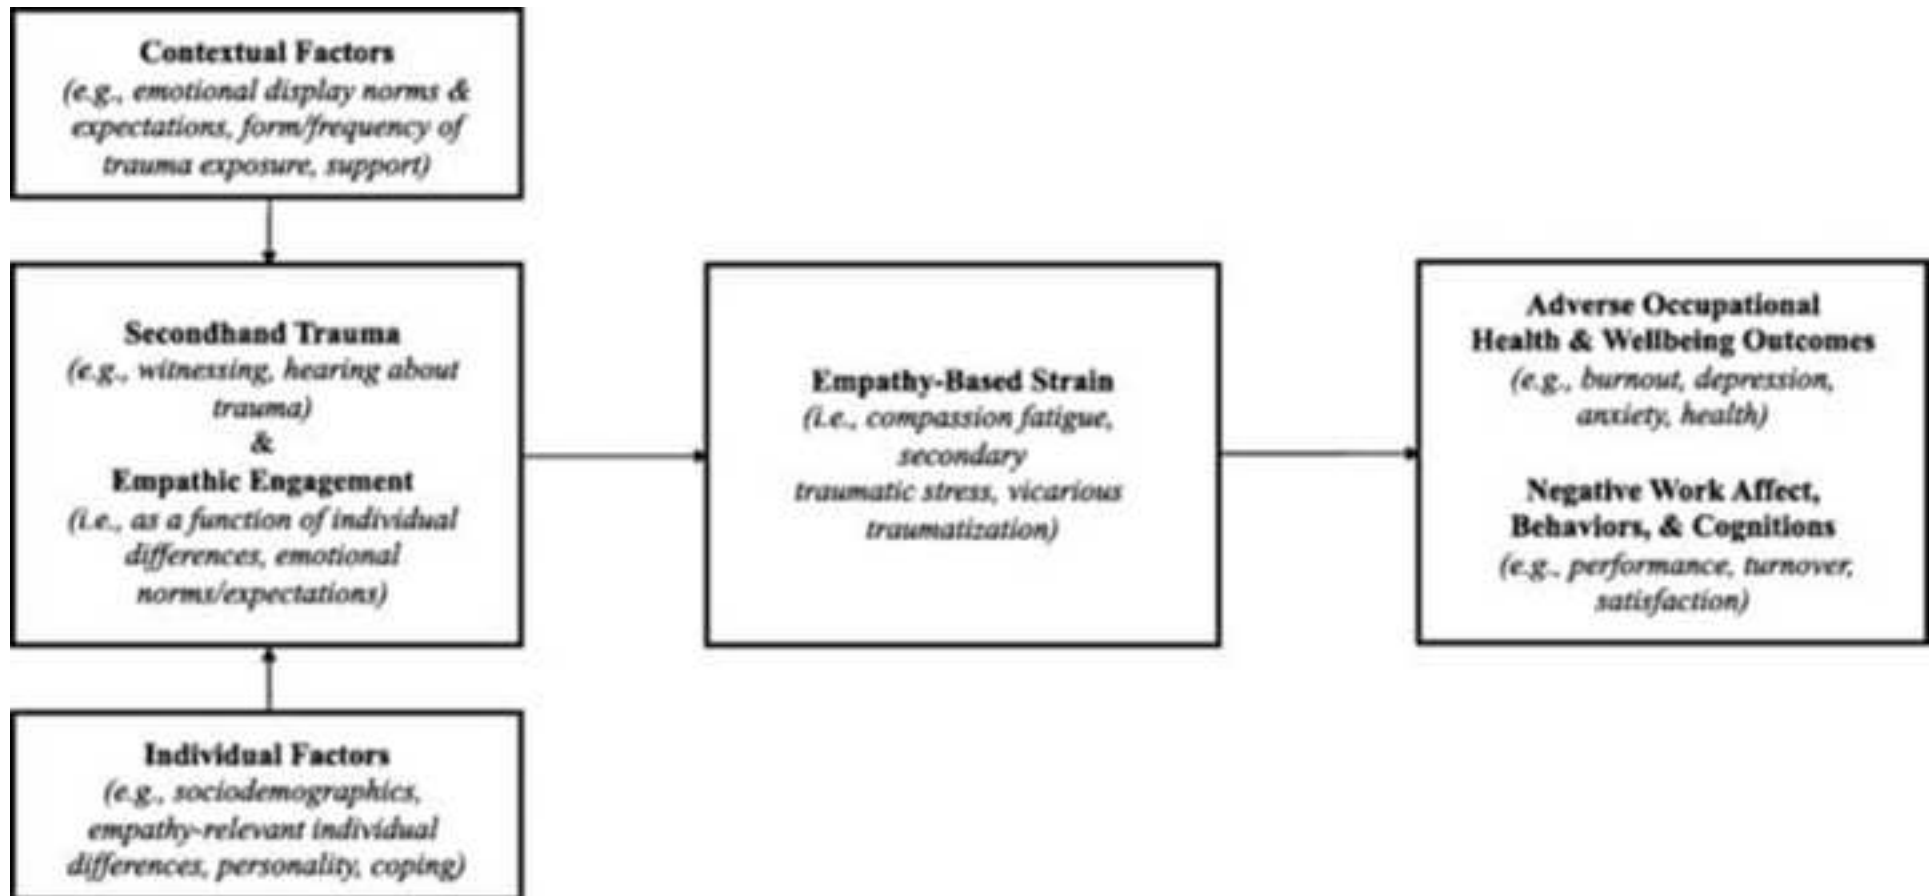 Contextual Factors
(e.g., emotional display norms &
expectations, form/frequency of
trauma exposure, support)
Secondhand Trauma
(e.g., witnessing, hearing about
trauma)
&
Empathic Engagement
(i.e., as a function of individual
differences, emotional
norms/expectations)
Individual Factors
(e.g., sociodemographics,
empathy-relevant individual
differences, personality, coping)
Empathy-Based Strain
(i.e., compassion fatigue,
secondary
traumatic stress, vicarious
traumatization)
Adverse Occupational
Health & Wellbeing Outcomes
(e.g., burnout, depression,
anxiety, health)
Negative Work Affect,
Behaviors, & Cognitions
(e.g., performance, turnover,
satisfaction)